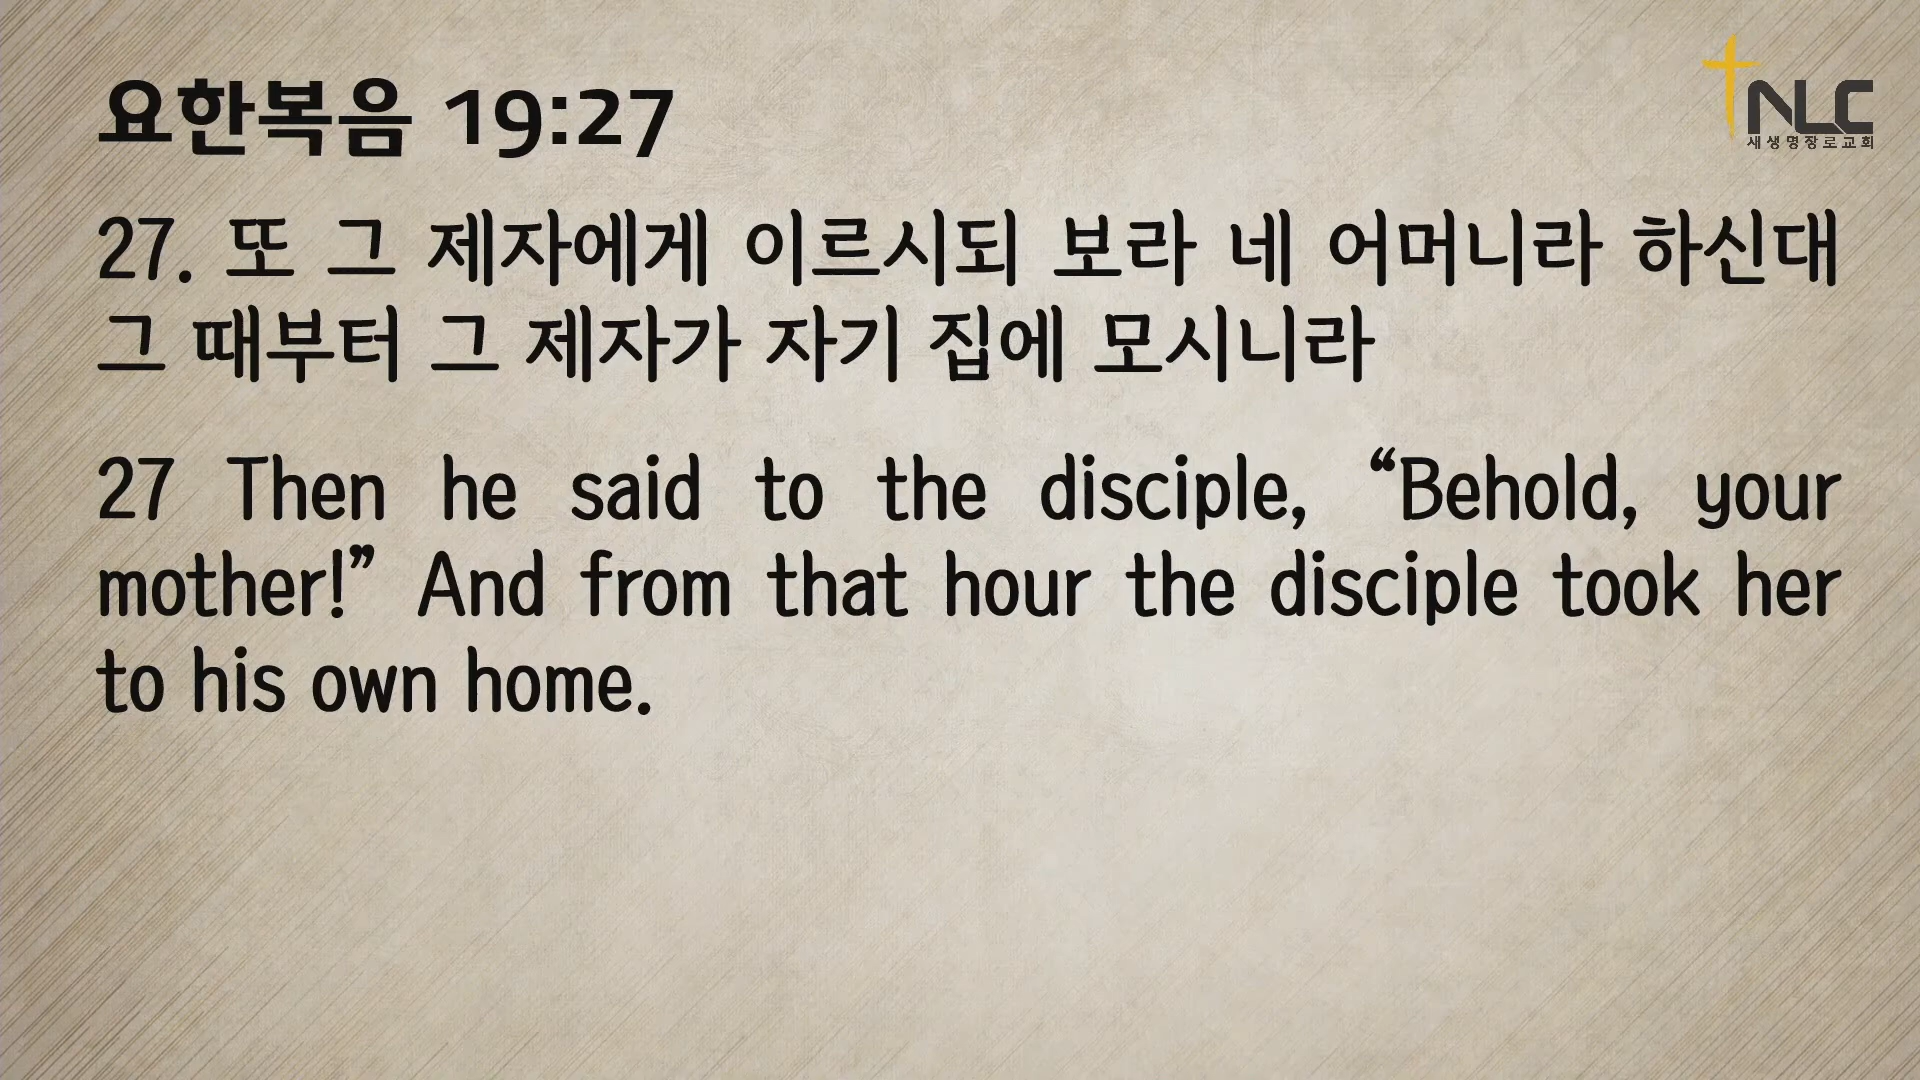 요한복음 19:27
NLC
새생명장로교회
27. 또 그 제자에게 이르시되 보라 네 어머니라 하신대
그 때부터 그 제자가 자기 집에 모시니라
27 Then he said to the disciple, “Behold, your
mother!” And from that hour the disciple took her
to his own home.